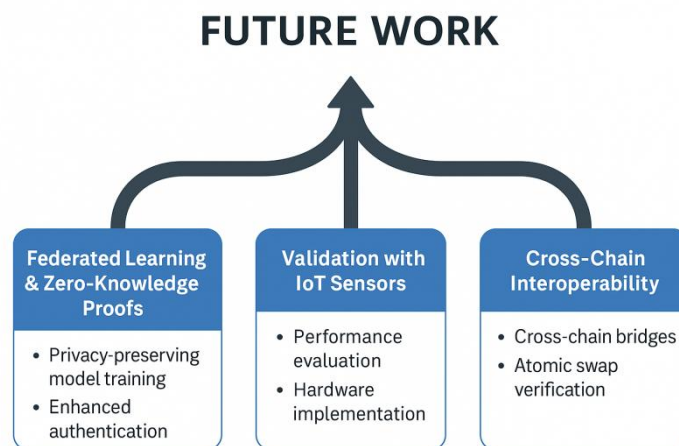 FUTURE WORK
Federated Learning
& Zero-Knowledge
Proofs
• Privacy-preserving
model training
• Enhanced
authentication
Validation with
IoT Sensors
• Performance
evaluation
• Hardware
implementation
Cross-Chain
Interoperability
• Cross-chain bridges
• Atomic swap
verification